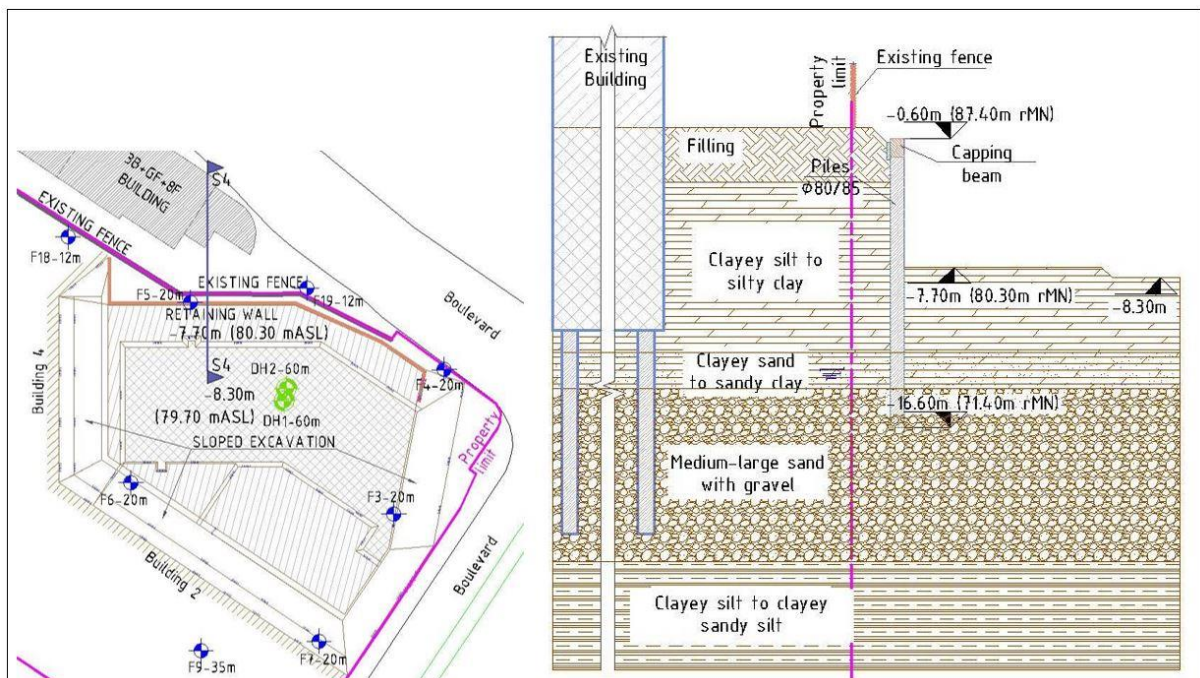 3B+GF+8F
BUILDING
S4
EXISTING FENCE
F18-12m
EXISTING FENCE
F5-20m
F19-12m
RETAINING WALL
-7.70m (80.30 mASL)
Boulevard
S4
DH2-60m
F4-20m
-8.30m
(79.70 mASL)
DH1-60m
SLOPED EXCAVATION
Building 4
Property
limit
F6-20m
F3-20m
Building 2
Boulevard
F7-20m
F9-35m
Existing
Building
Property
limit
Existing fence
-0.60m (87.40m rMN)
Filling
Capping
beam
Piles
Φ80/85
Clayey silt to
silty clay
-7.70m (80.30m rMN)
-8.30m
Clayey sand
to sandy clay
-16.60m (71.40m rMN)
Medium-large sand
with gravel
Clayey silt to clayey
sandy silt